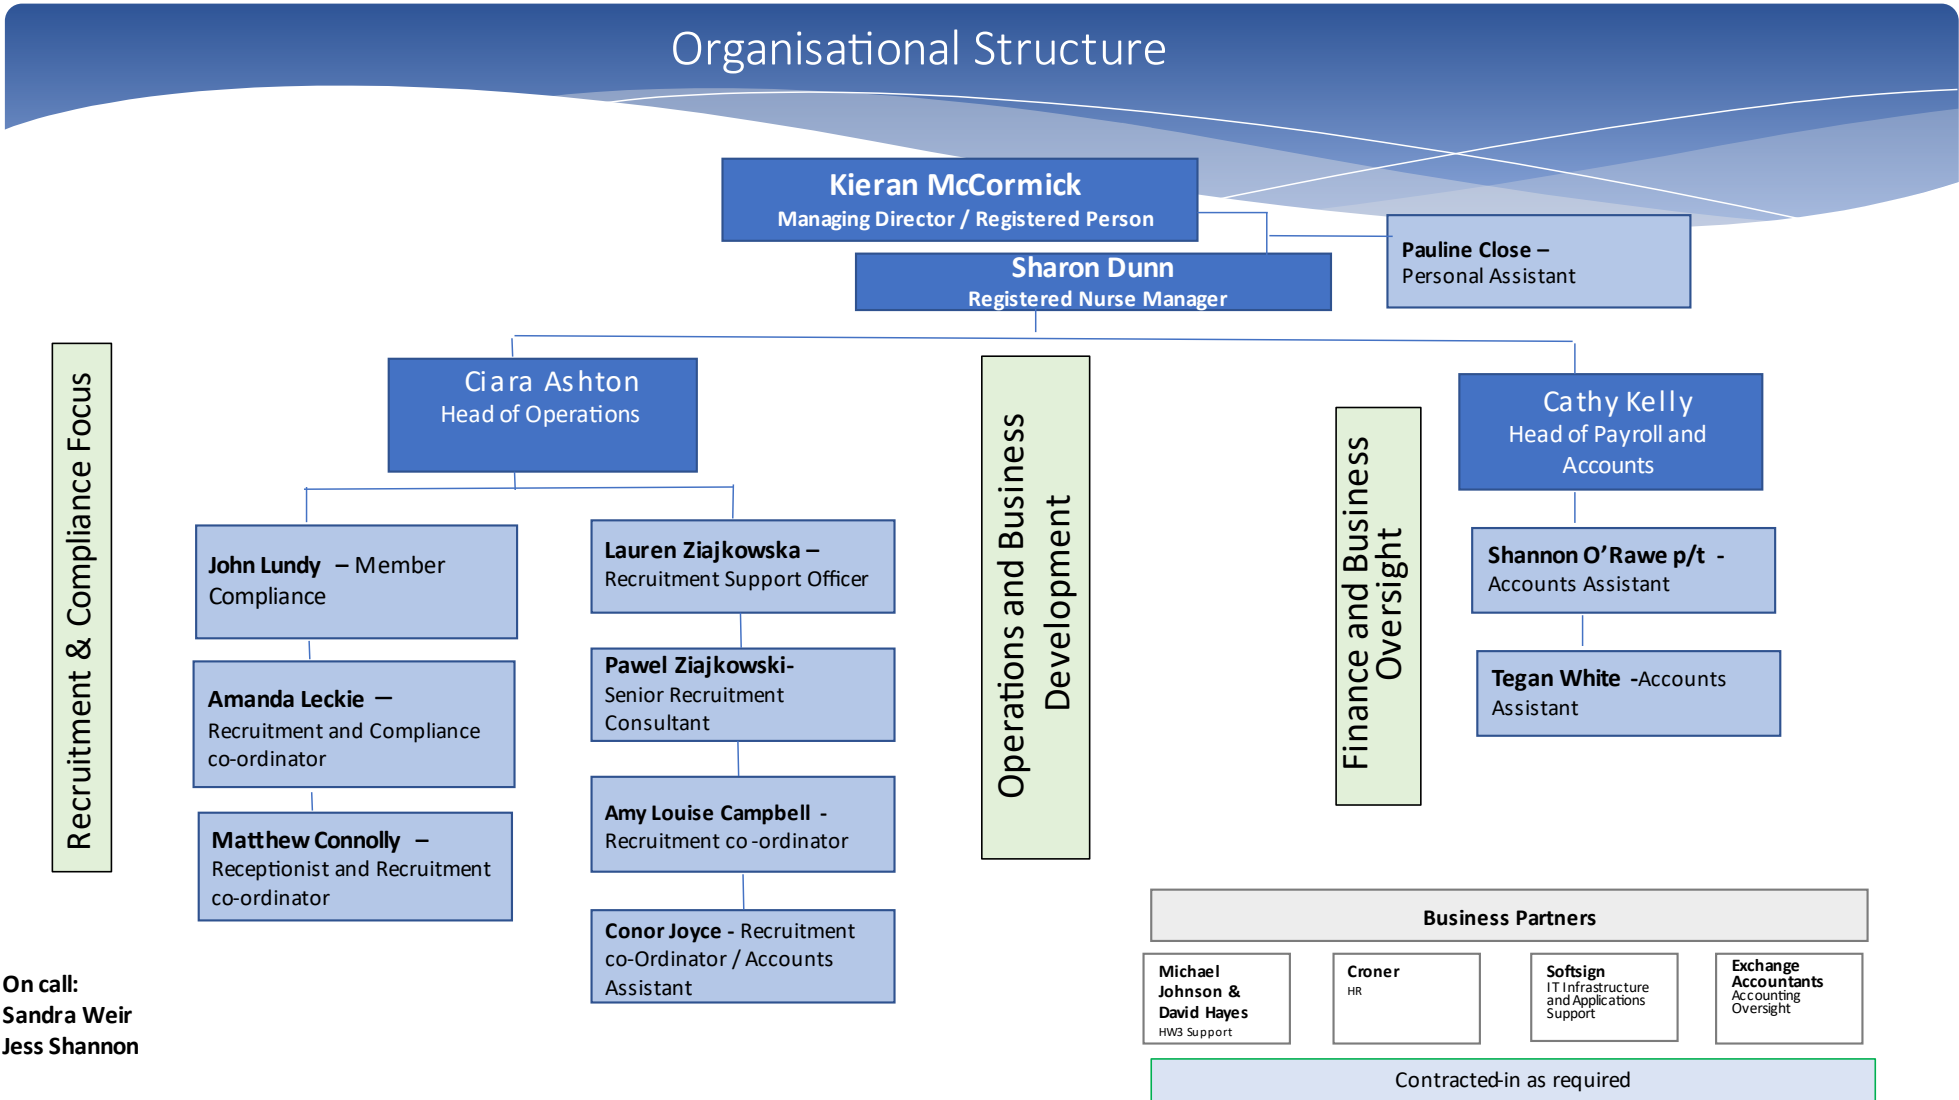 Organisational Structure
Kieran McCormick
Managing Director / Registered Person
Sharon Dunn
Registered Nurse Manager
Pauline Close –
Personal Assistant
Recruitment & Compliance Focus
Ciara Ashton
Head of Operations
John Lundy – Member
Compliance
Amanda Leckie –
Recruitment and Compliance
co-ordinator
Matthew Connolly –
Receptionist and Recruitment
co-ordinator
Lauren Ziajkowska –
Recruitment Support Officer
Pawel Ziajkowski-
Senior Recruitment
Consultant
Amy Louise Campbell -
Recruitment co-ordinator
Conor Joyce - Recruitment
co-Ordinator / Accounts
Assistant
Operations and Business
Development
Finance and Business
Oversight
Cathy Kelly
Head of Payroll and
Accounts
Shannon O’Rawe p/t -
Accounts Assistant
Tegan White -Accounts
Assistant
On call:
Sandra Weir
Jess Shannon
Business Partners
Michael
Johnson &
David Hayes
HW3 Support
Croner
HR
Softsign
IT Infrastructure
and Applications
Support
Exchange
Accountants
Accounting
Oversight
Contracted-in as required